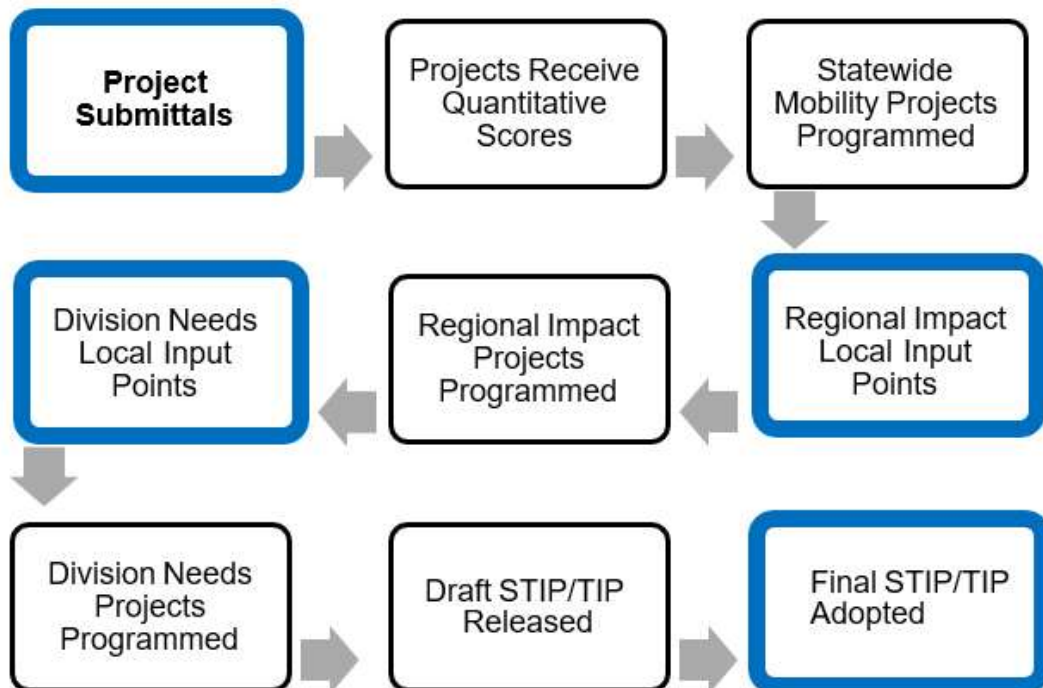 Project
Submittals
Projects Receive
Quantitative
Scores
Statewide
Mobility Projects
Programmed
Regional Impact
Local Input
Points
Regional Impact
Projects
Programmed
Division Needs
Local Input
Points
Division Needs
Projects
Programmed
Draft STIP/TIP
Released
Final STIP/TIP
Adopted